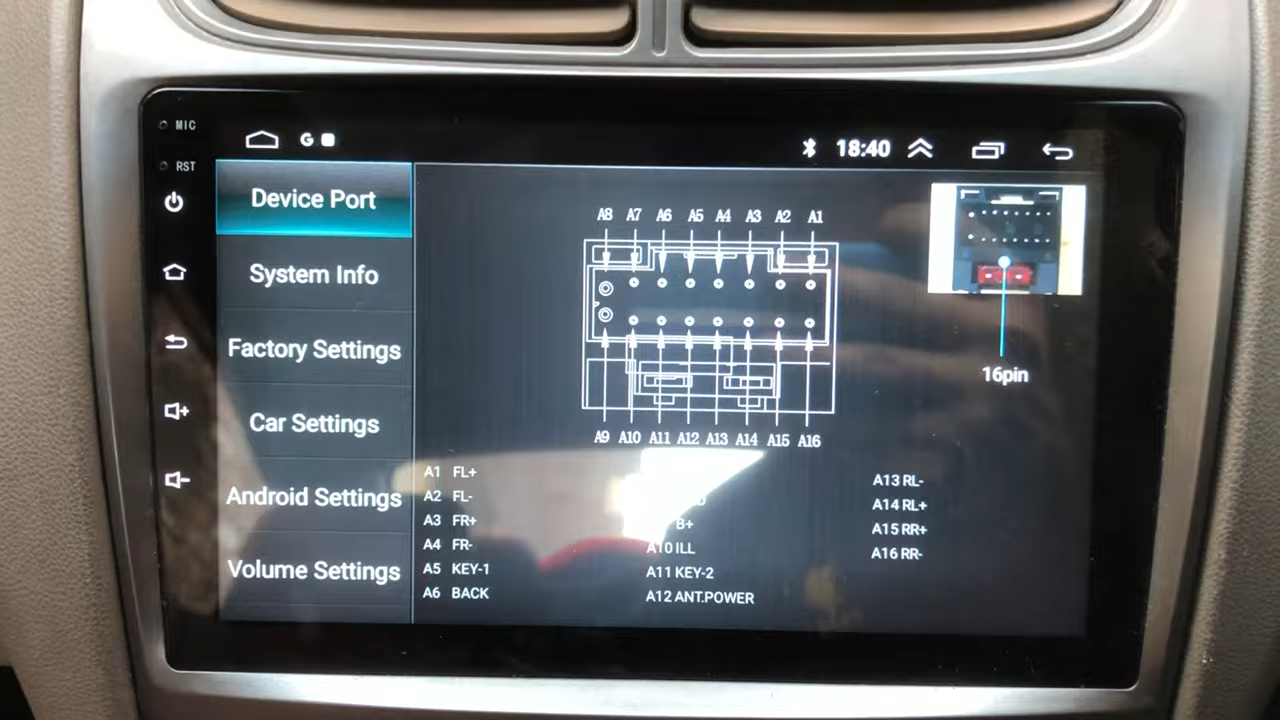 MIC
RST
G
18:40
Device Port
System Info
Factory Settings
Car Settings
Android Settings
Volume Settings
A8 A7 A6 A5 A4 A3 A2 A1
A9 A10 A11 A12 A13 A14 A15 A16
16pin
A1 FL+
A2 FL-
A3 FR+
A4 FR-
A5 KEY-1
A6 BACK
B+
A10 ILL
A11 KEY-2
A12 ANT.POWER
A13 RL-
A14 RL+
A15 RR+
A16 RR-